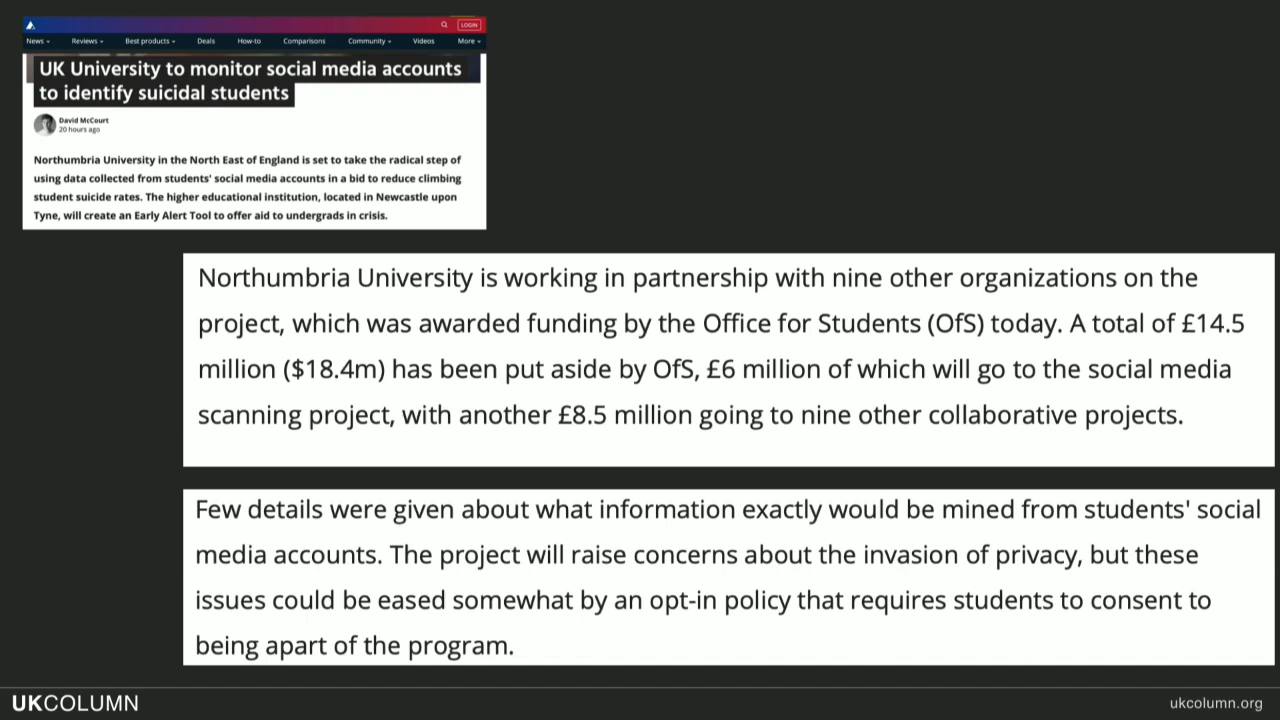 LOGIN
News Reviews Best products Deals How-to Comparisons Community Videos More
UK University to monitor social media accounts
to identify suicidal students
David McCourt
20 hours ago
Northumbria University in the North East of England is set to take the radical step of
using data collected from students' social media accounts in a bid to reduce climbing
student suicide rates. The higher educational institution, located in Newcastle upon
Tyne, will create an Early Alert Tool to offer aid to undergrads in crisis.
Northumbria University is working in partnership with nine other organizations on the
project, which was awarded funding by the Office for Students (OfS) today. A total of £14.5
million ($18.4m) has been put aside by OfS, £6 million of which will go to the social media
scanning project, with another £8.5 million going to nine other collaborative projects.
Few details were given about what information exactly would be mined from students' social
media accounts. The project will raise concerns about the invasion of privacy, but these
issues could be eased somewhat by an opt-in policy that requires students to consent to
being apart of the program.
UKCOLUMN
ukcolumn.org